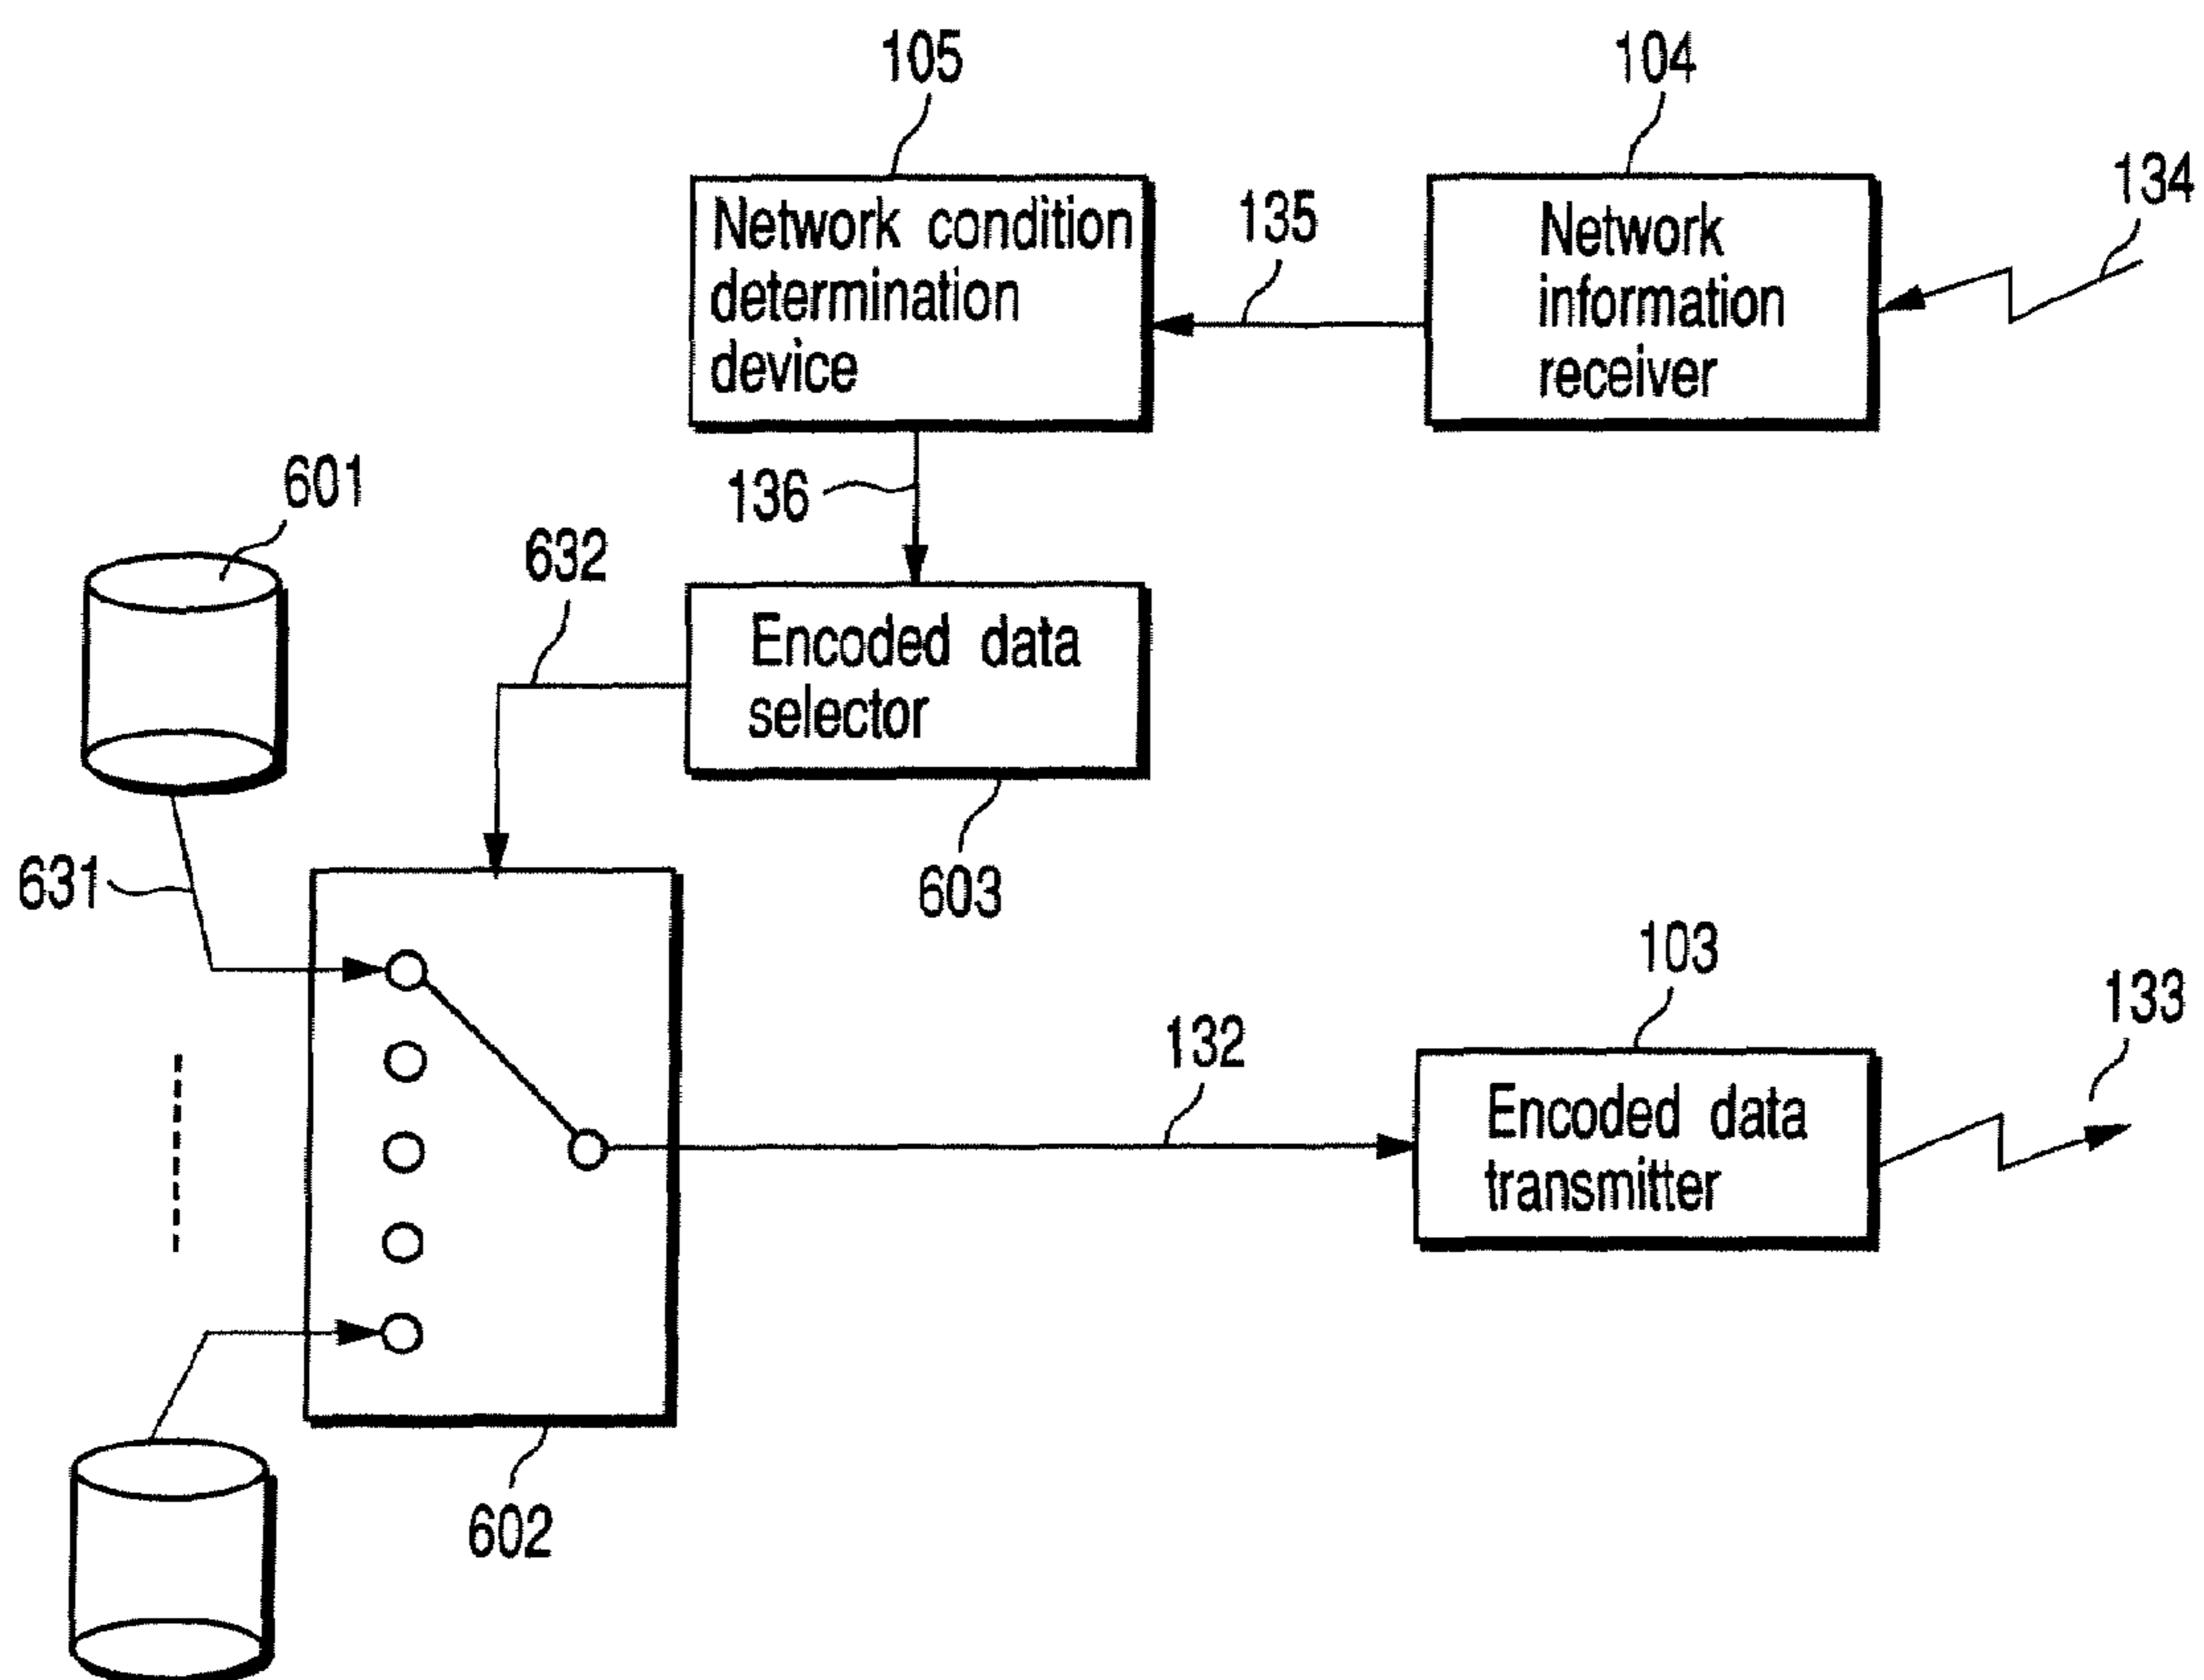 105
104
134
Network condition
determination
device
135
Network
information
receiver
601
136
632
Encoded data
selector
631
603
103
133
132
Encoded data
transmitter
602